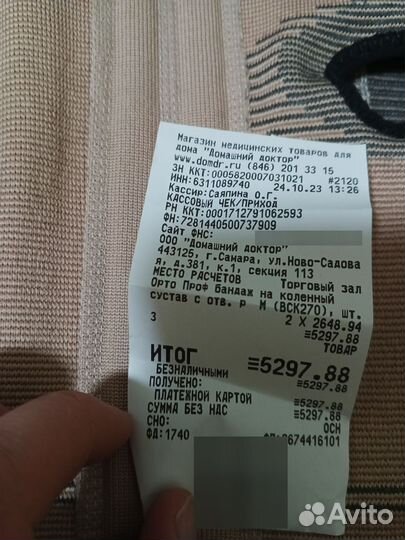 Магазин медицинских товаров для
дома "Домашний доктор"
www.domdr.ru (846) 201 33 15
ЗН ККТ:0005820007031021 #2120
ИНН:6311089740 24.10.23 13:26
Кассир:Саяпина О.Г.
КАССОВЫЙ ЧЕК/ПРИХОД
РН ККТ:0001712791062593
ФН:7281440500737909
Сайт ФНС:
ООО "Домашний доктор"
443125, г.Самара, ул.Ново-Садова
я, д.381, к.1, секция 113
МЕСТО РАСЧЕТОВ Торговый зал
Орто Проф бандаж на коленный
сустав с отв. р M (BCK270), шт.
3 2 X 2648.94
≡5297.88
ТОВАР
ИТОГ ≡5297.88
БЕЗНАЛИЧНЫМИ ≡5297.88
ПОЛУЧЕНО:
ПЛАТЕЖНОЙ КАРТОЙ ≡5297.88
СУММА БЕЗ НДС ≡5297.88
СНО: ОСН
ФД:1740 2674416101
Avito